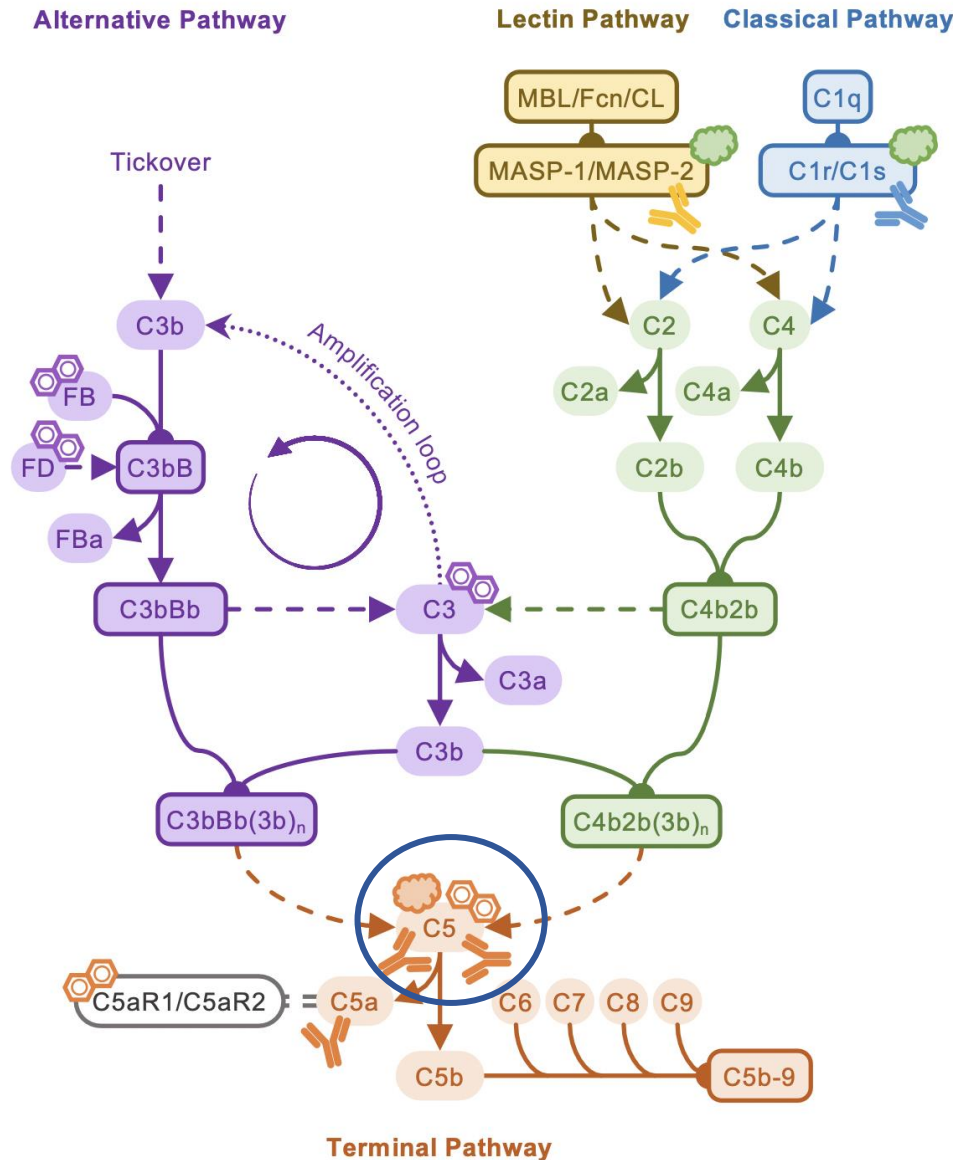 Alternative Pathway
Lectin Pathway
Classical Pathway
MBL/Fcn/CL
C1q
Tickover
MASP-1/MASP-2
C1r/C1s
C3b
Amplification loop
C2
C4
FB
C2a
C4a
FD
C3bB
C2b
C4b
FBa
C3bBb
C3
C4b2b
C3a
C3b
C3bBb(3b)n
C4b2b(3b)n
C5
C5aR1/C5aR2
C5a
C6
C7
C8
C9
C5b
C5b-9
Terminal Pathway